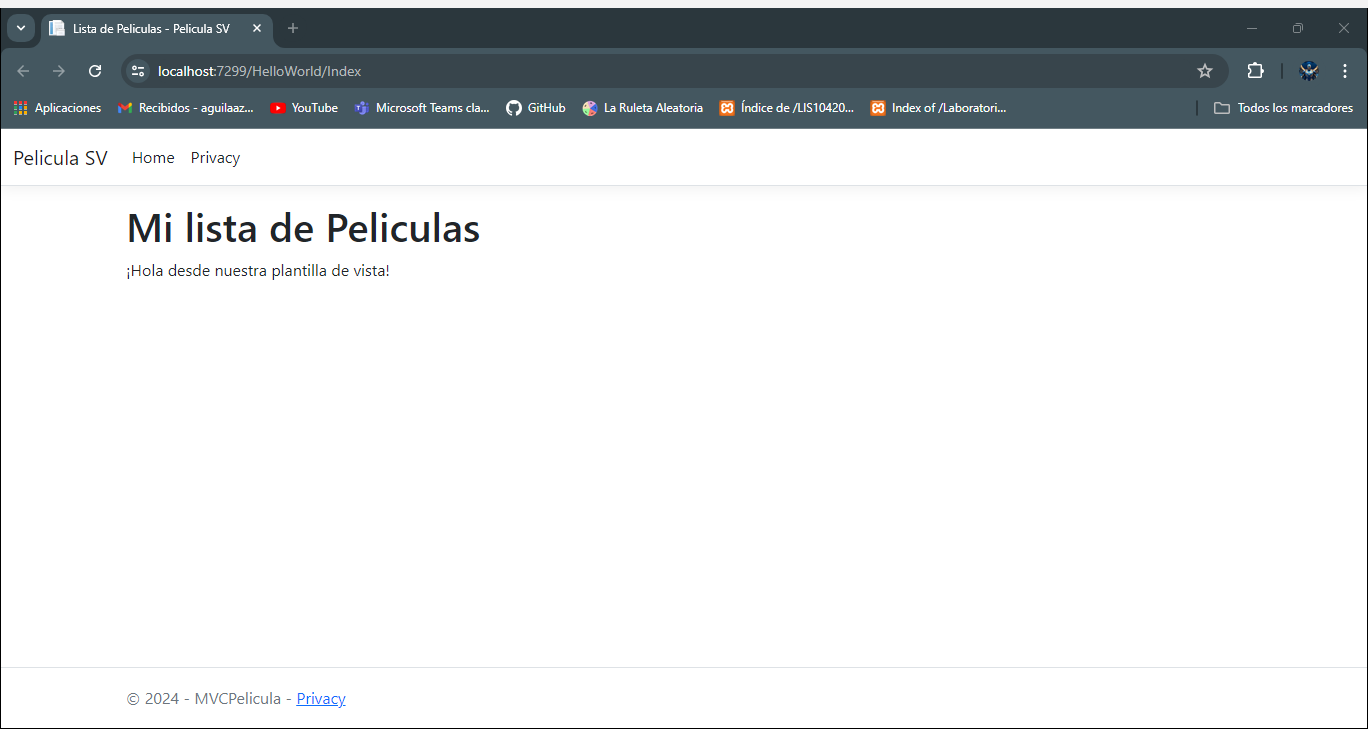 Lista de Peliculas - Pelicula SV
localhost:7299/HelloWorld/Index
Aplicaciones Recibidos - aguilaaz... YouTube Microsoft Teams cla... GitHub La Ruleta Aleatoria Índice de /LIS10420... Index of /Laboratori... Todos los marcadores
Pelicula SV Home Privacy
Mi lista de Peliculas
¡Hola desde nuestra plantilla de vista!
© 2024 - MVCPelicula - Privacy